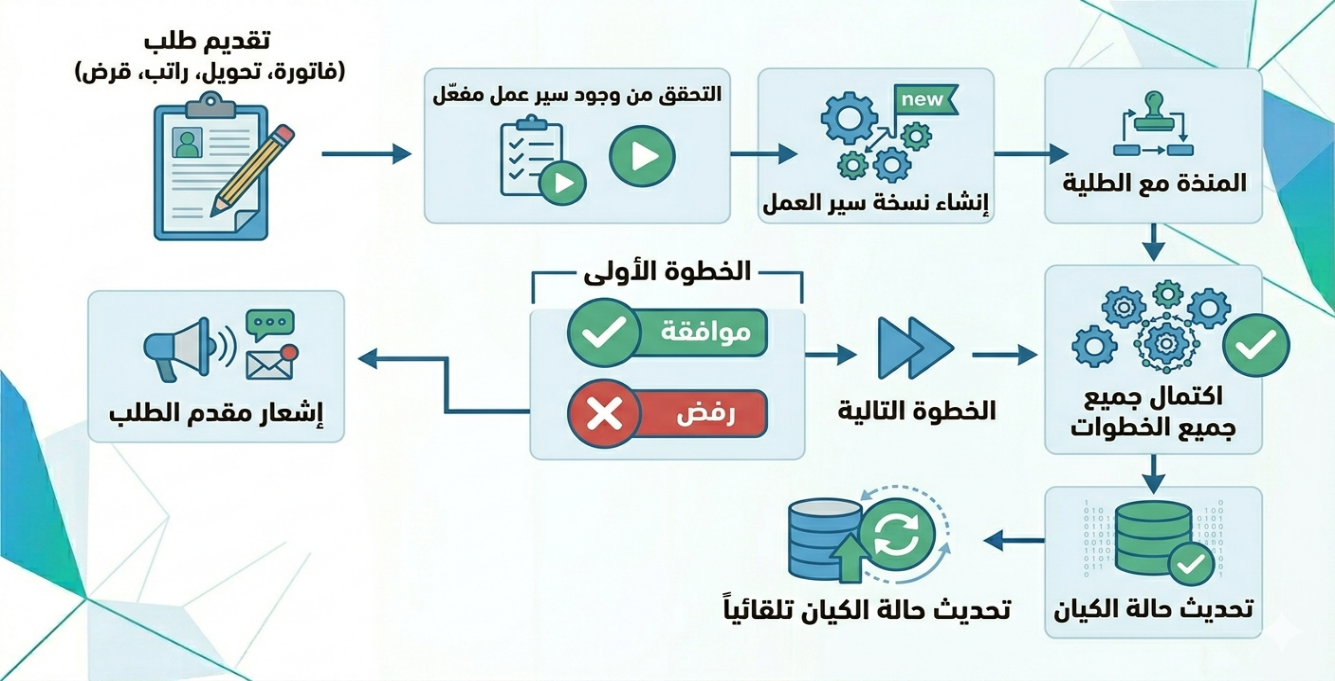 تقديم طلب
(فاتورة، تحويل، راتب، قرض)
التحقق من وجود سير عمل مفعّل
new
إنشاء نسخة سير العمل
المنذة مع الطلية
الخطوة الأولى
موافقة
رفض
الخطوة التالية
اكتمال جميع
جميع الخطوات
إشعار مقدم الطلب
تحديث حالة الكيان
تحديث حالة الكيان تلقائياً